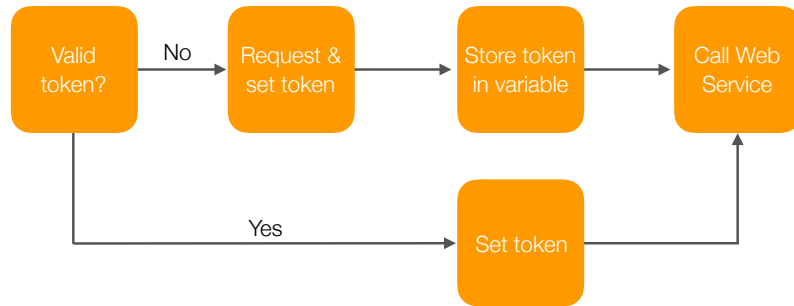 Valid
token?
No
Request &
set token
Store token
in variable
Call Web
Service
Yes
Set token